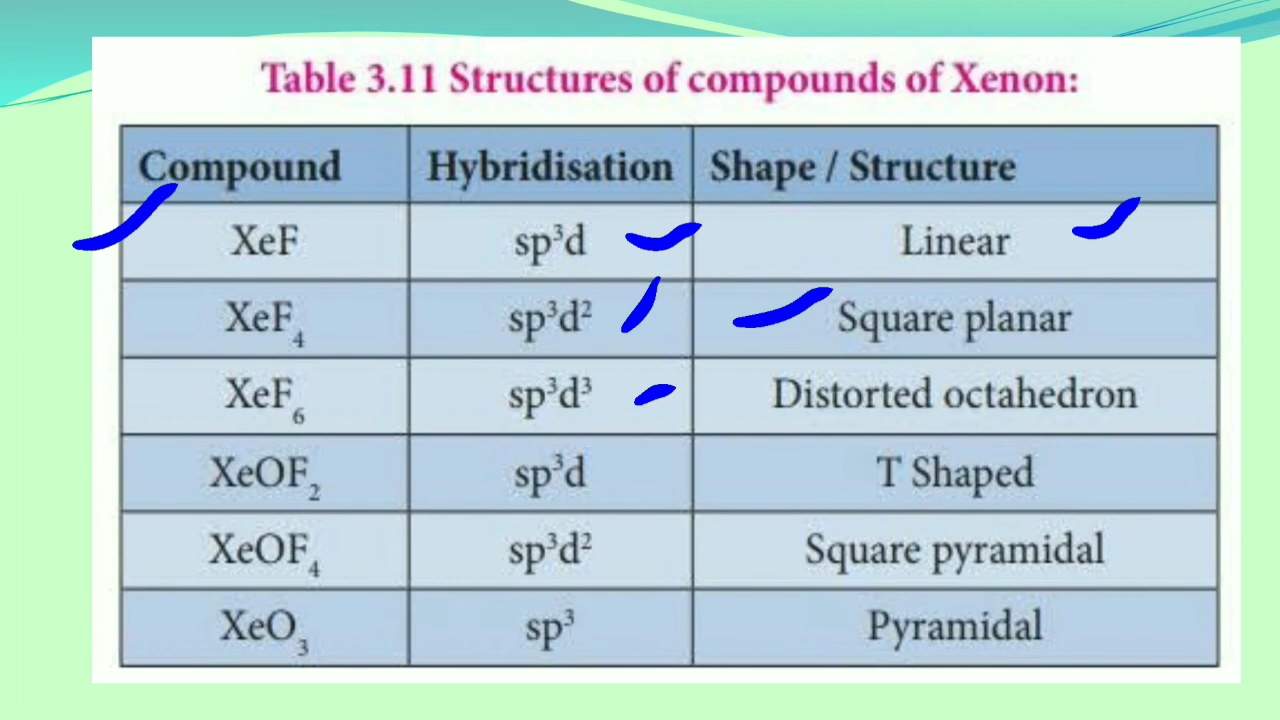 Table 3.11 Structures of compounds of Xenon:
Compound Hybridisation Shape / Structure
XeF sp³d Linear
XeF₄ sp³d² Square planar
XeF₆ sp³d³ Distorted octahedron
XeOF₂ sp³d T Shaped
XeOF₄ sp³d² Square pyramidal
XeO₃ sp³ Pyramidal